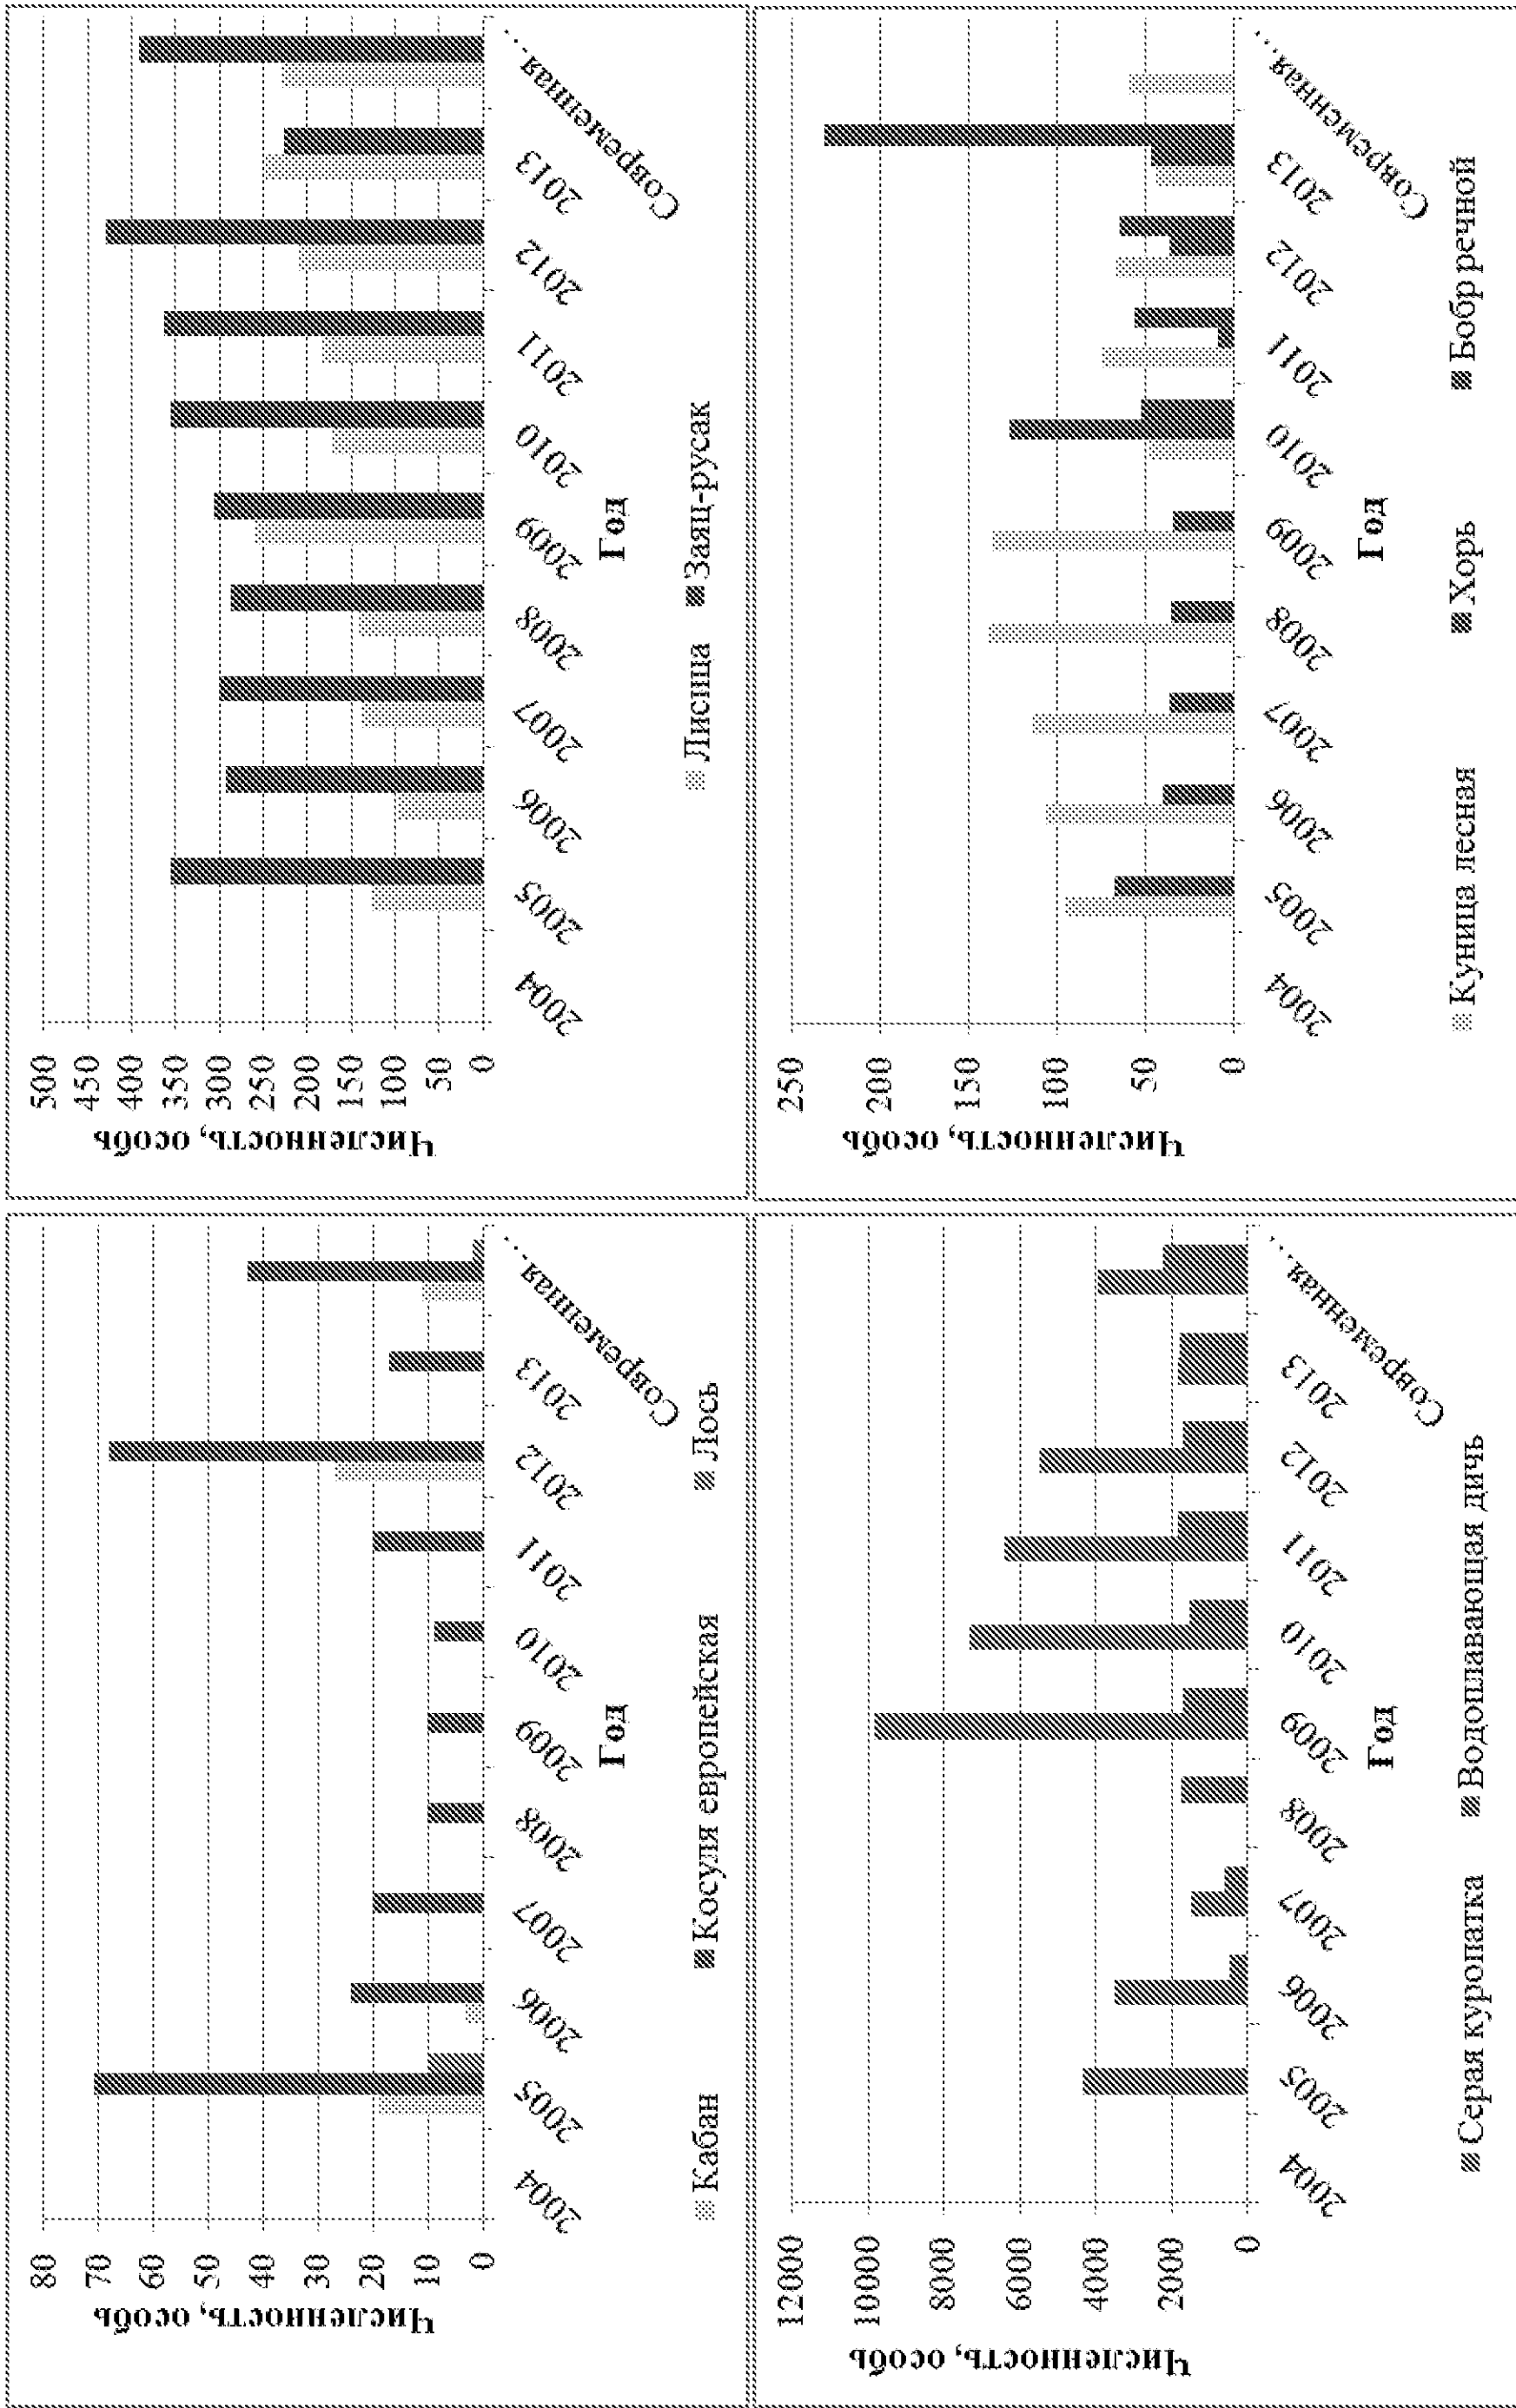 Численность, особь
80
70
60
50
40
30
20
10
0
2004 2005 2006 2007 2008 2009 2010 2011 2012 2013 Современная…
Год
Кабан Косуля европейская Лось
Численность, особь
500
450
400
350
300
250
200
150
100
50
0
2004 2005 2006 2007 2008 2009 2010 2011 2012 2013 Современная…
Год
Лисица Заяц-русак
Численность, особь
12000
10000
8000
6000
4000
2000
0
2004 2005 2006 2007 2008 2009 2010 2011 2012 2013 Современная…
Год
Серая куропатка Водоплавающая дичь
Численность, особь
250
200
150
100
50
0
2004 2005 2006 2007 2008 2009 2010 2011 2012 2013 Современная…
Год
Куница лесная Хорь Бобр речной